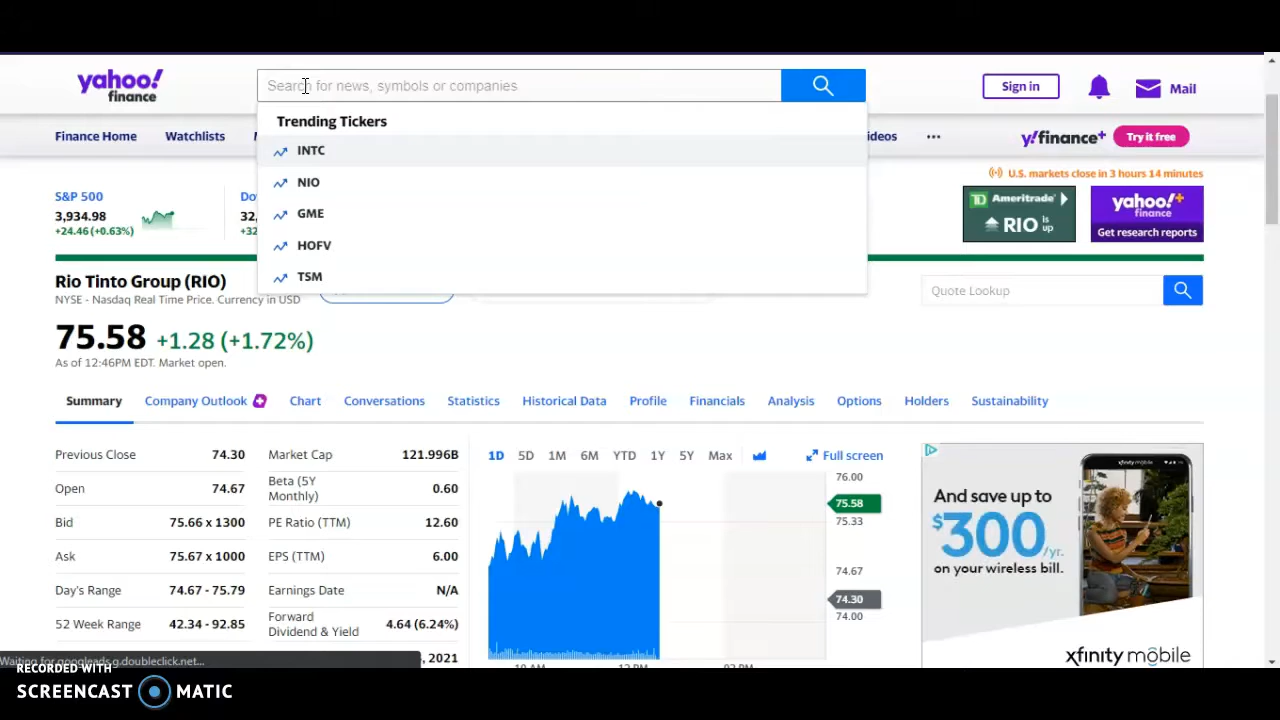 yahoo!
finance
Search for news, symbols or companies
Sign in
Mail
Trending Tickers
INTC
NIO
GME
HOFV
TSM
Finance Home
Watchlists
•••
y!finance+
Try it free
U.S. markets close in 3 hours 14 minutes
S&P 500
3,934.98
+24.46 (+0.63%)
Ameritrade
RIO is up
yahoo!+
finance
Get research reports
Rio Tinto Group (RIO)
NYSE - Nasdaq Real Time Price. Currency in USD
Quote Lookup
75.58 +1.28 (+1.72%)
As of 12:46PM EDT. Market open.
Summary
Company Outlook
Chart
Conversations
Statistics
Historical Data
Profile
Financials
Analysis
Options
Holders
Sustainability
Previous Close 74.30
Open 74.67
Bid 75.66 x 1300
Ask 75.67 x 1000
Day's Range 74.67 - 75.79
52 Week Range 42.34 - 92.85
Market Cap 121.996B
Beta (5Y
Monthly) 0.60
PE Ratio (TTM) 12.60
EPS (TTM) 6.00
Earnings Date N/A
Forward
Dividend & Yield 4.64 (6.24%)
, 2021
1D 5D 1M 6M YTD 1Y 5Y Max
Full screen
76.00
75.58
75.33
74.67
74.30
74.00
And save up to
$300/yr.
on your wireless bill.
xfinity mobile
Waiting for googleads.g.doubleclick.net...
RECORDED WITH
SCREENCAST MATIC